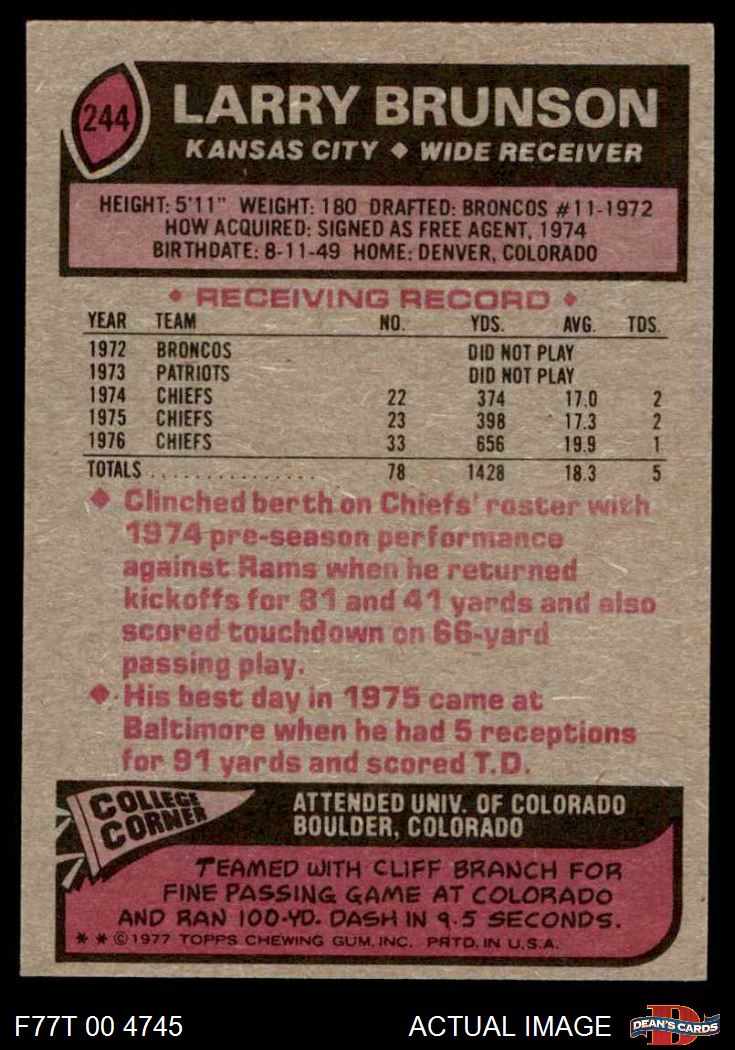 244
LARRY BRUNSON
KANSAS CITY ◆ WIDE RECEIVER
HEIGHT: 5'11" WEIGHT: 180 DRAFTED: BRONCOS #11-1972
HOW ACQUIRED: SIGNED AS FREE AGENT, 1974
BIRTHDATE: 8-11-49 HOME: DENVER, COLORADO
◆ RECEIVING RECORD ◆
YEAR TEAM NO. YDS. AVG. TDS.
1972 BRONCOS DID NOT PLAY
1973 PATRIOTS DID NOT PLAY
1974 CHIEFS 22 374 17.0 2
1975 CHIEFS 23 398 17.3 2
1976 CHIEFS 33 656 19.9 1
TOTALS ............... 78 1428 18.3 5
◆ Clinched berth on Chiefs' roster with
1974 pre-season performance
against Rams when he returned
kickoffs for 81 and 41 yards and also
scored touchdown on 66-yard
passing play.
◆ His best day in 1975 came at
Baltimore when he had 5 receptions
for 91 yards and scored T.D.
COLLEGE
CORNER
ATTENDED UNIV. OF COLORADO
BOULDER, COLORADO
TEAMED WITH CLIFF BRANCH FOR
FINE PASSING GAME AT COLORADO
AND RAN 100-YD. DASH IN 9.5 SECONDS.
* * © 1977 TOPPS CHEWING GUM, INC. PRTD. IN U.S.A.
F77T 00 4745
ACTUAL IMAGE
D
DEAN'S CARDS